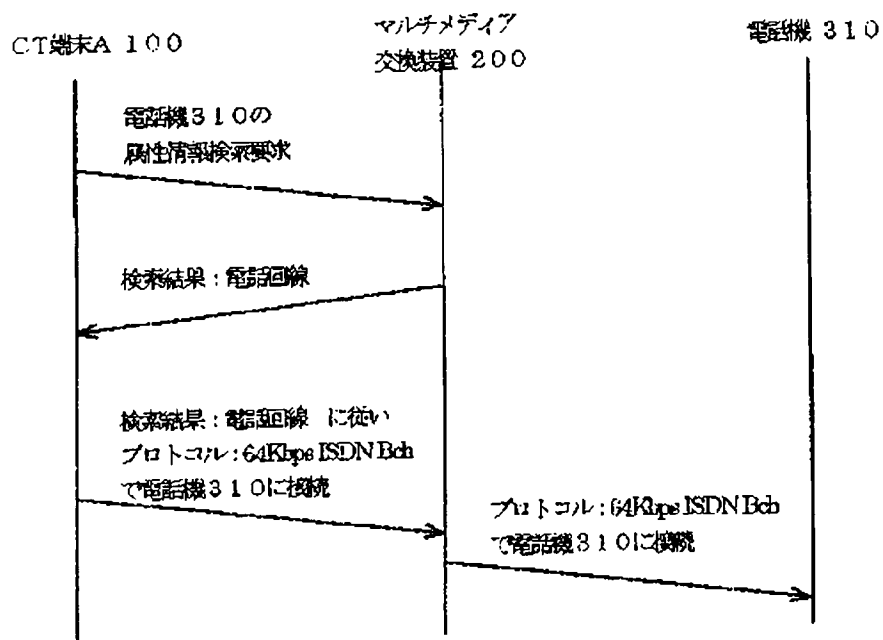 CT端末A 100
マルチメディア
交換装置 200
電話機 310
電話機310の
属性情報検索要求
検索結果:電話回線
検索結果:電話回線 に従い
プロトコル:64Kbps ISDN Bch
で電話機310に接続
プロトコル:64Kbps ISDN Bch
で電話機310に接続